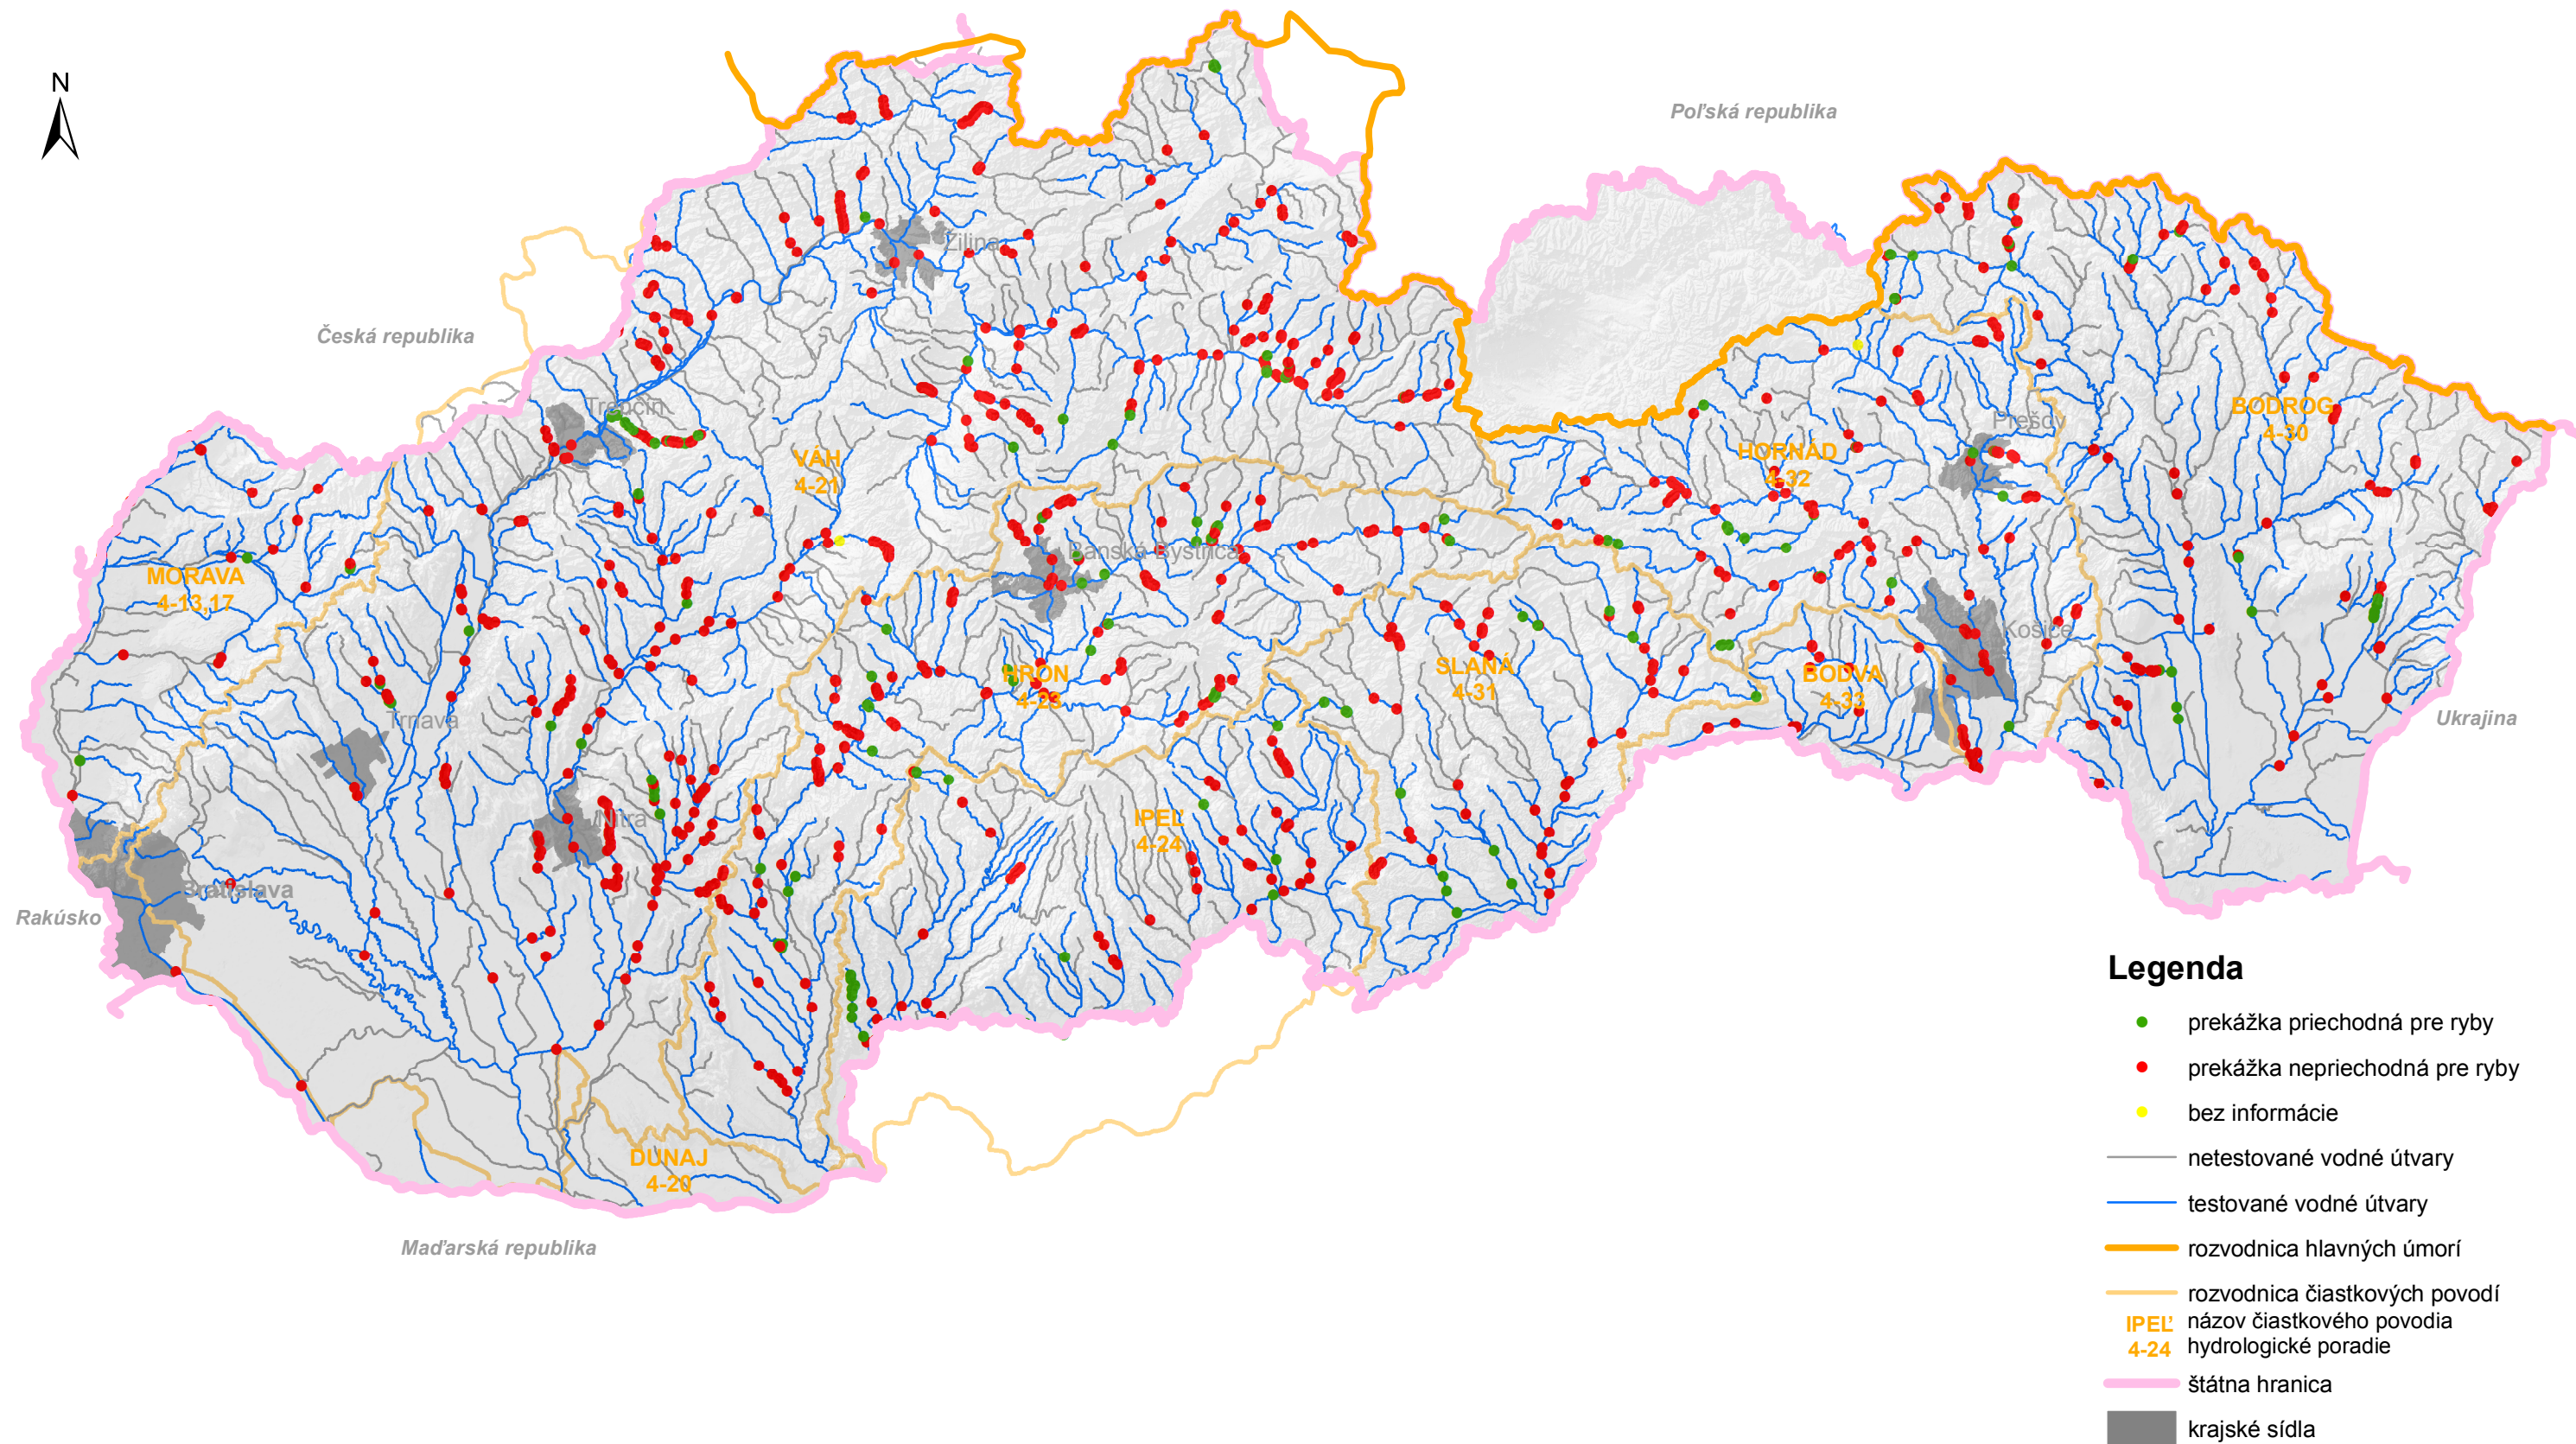 N
Poľská republika
Žilina
Česká republika
Trenčín
BODROG
4-30
Prešov
VÁH
4-21
HORNÁD
4-32
Banská Bystrica
MORAVA
4-13,17
Košice
HRON
4-23
SLANÁ
4-31
BODVA
4-33
Trnava
Ukrajina
Nitra
IPEĽ
4-24
Bratislava
Rakúsko
DUNAJ
4-20
Maďarská republika
Legenda
prekážka priechodná pre ryby
prekážka nepriechodná pre ryby
bez informácie
netestované vodné útvary
testované vodné útvary
rozvodnica hlavných úmorí
rozvodnica čiastkových povodí
IPEĽ názov čiastkového povodia
4-24 hydrologické poradie
štátna hranica
krajské sídla